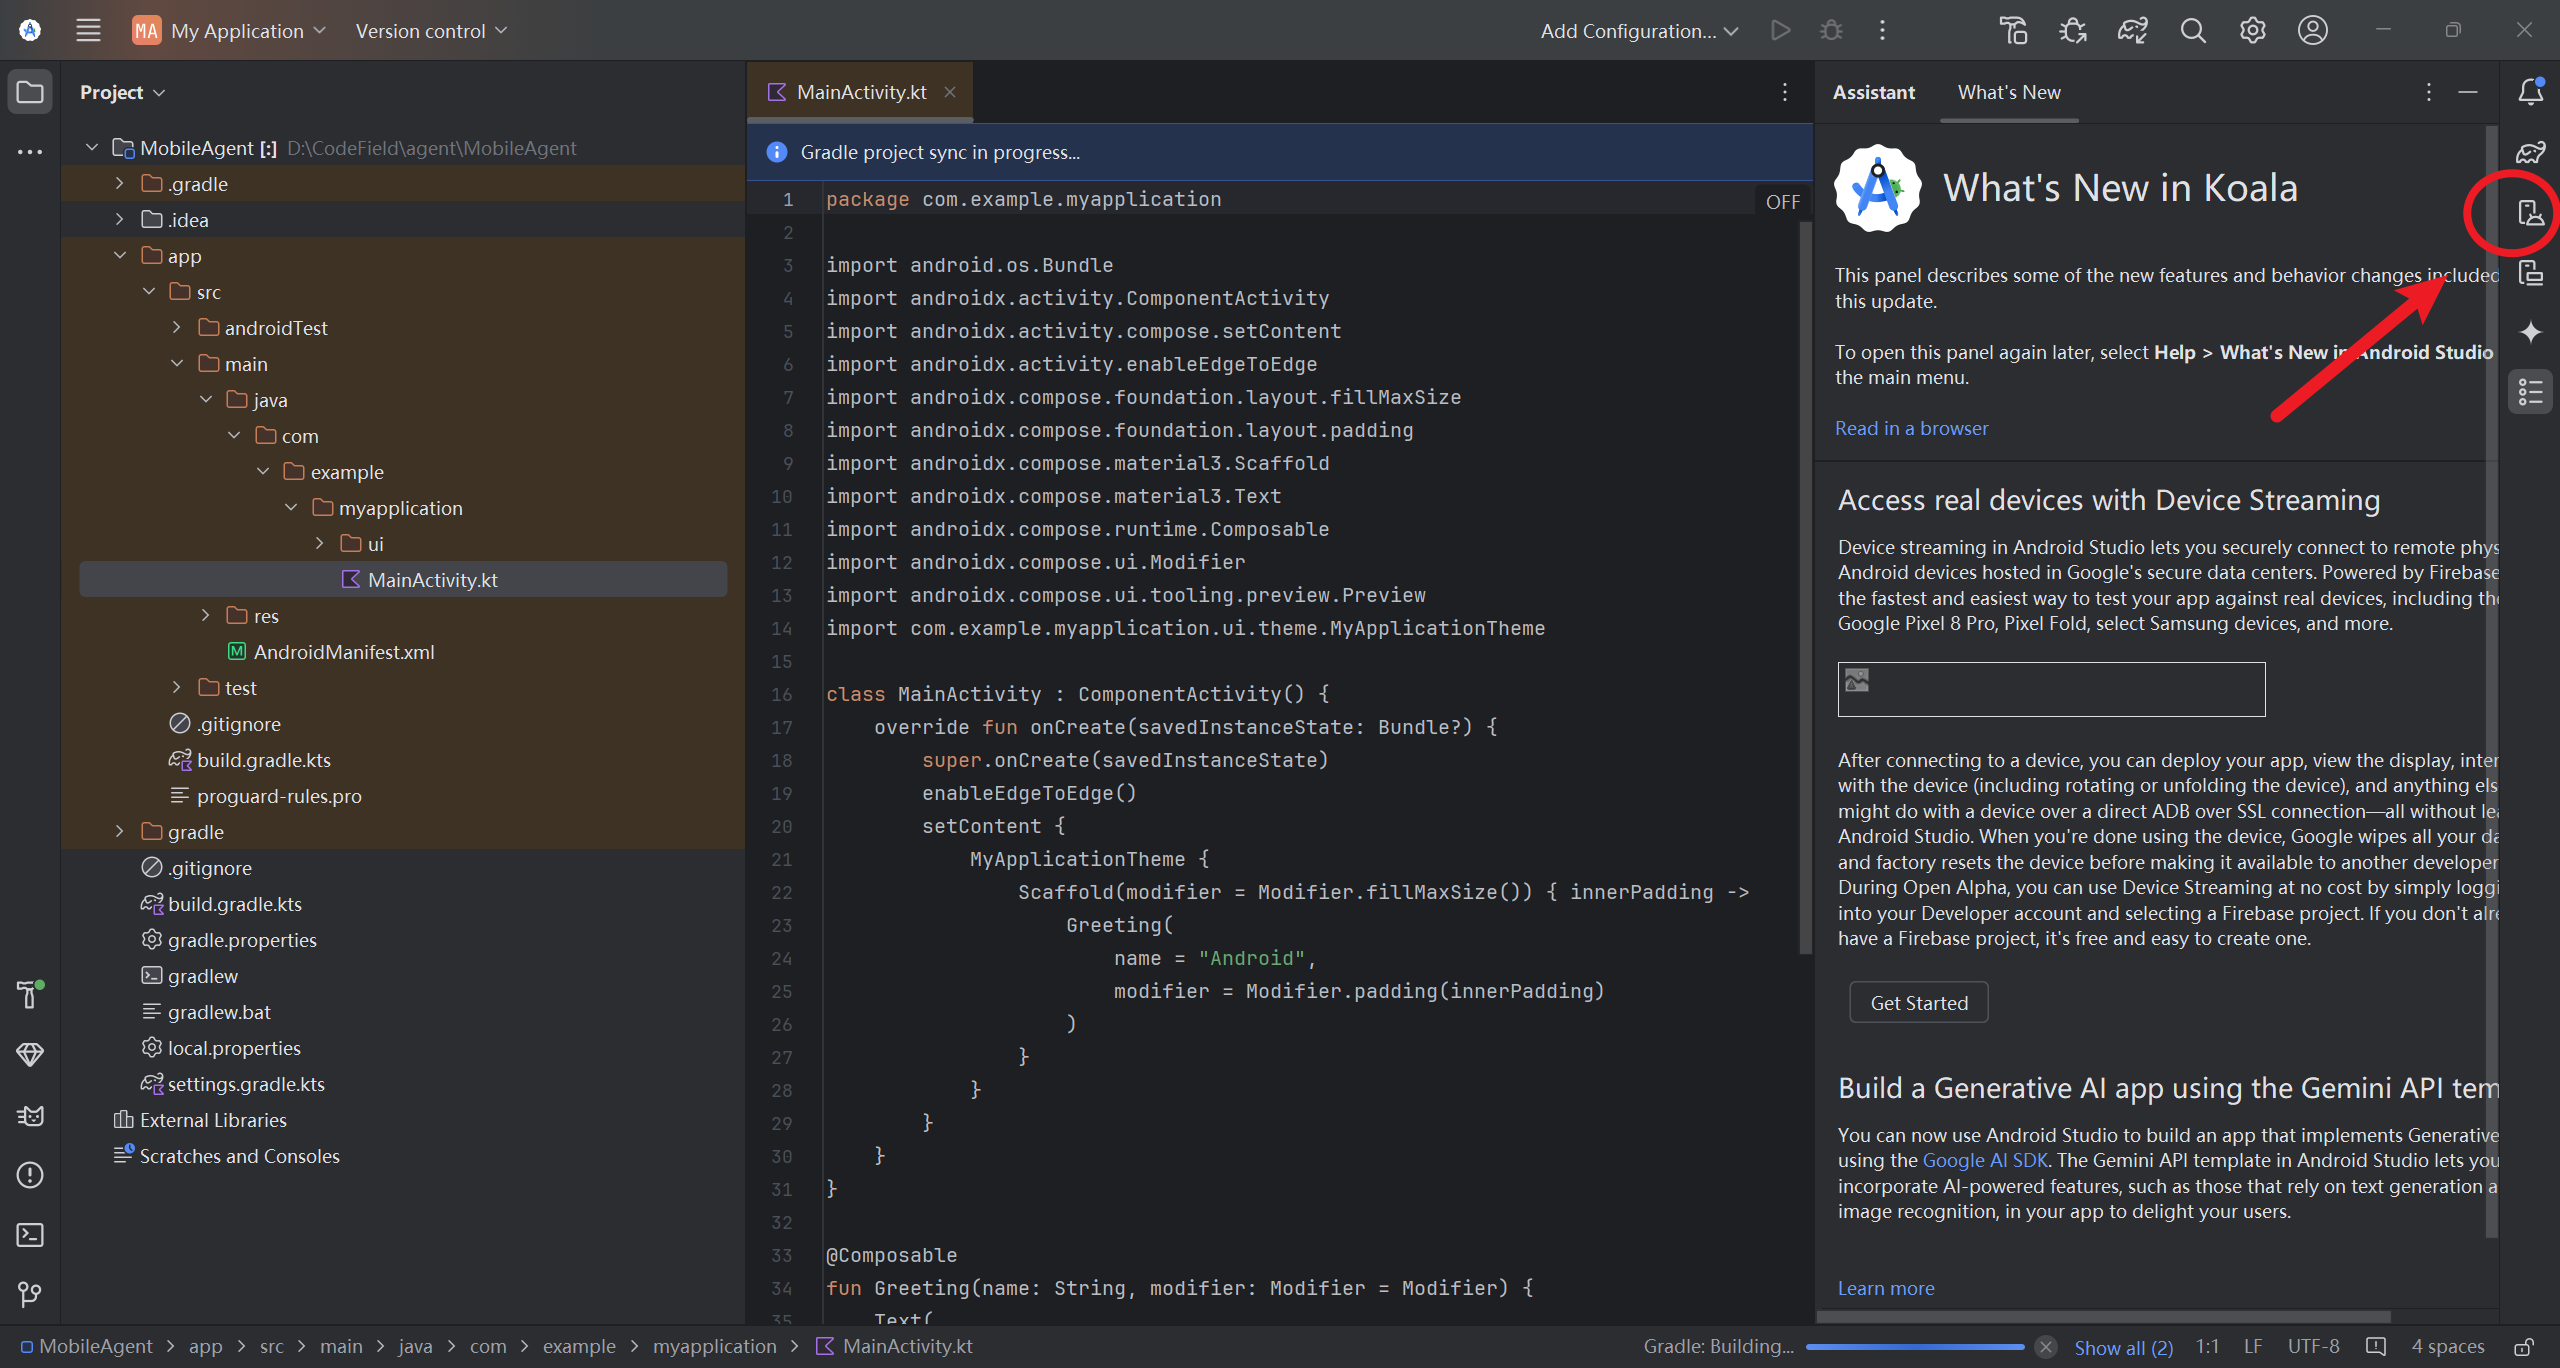 MA My Application Version control Add Configuration...
Project
MobileAgent [:] D:\CodeField\agent\MobileAgent
.gradle
.idea
app
src
androidTest
main
java
com
example
myapplication
ui
MainActivity.kt
res
M AndroidManifest.xml
test
.gitignore
build.gradle.kts
proguard-rules.pro
gradle
.gitignore
build.gradle.kts
gradle.properties
gradlew
gradlew.bat
local.properties
settings.gradle.kts
External Libraries
Scratches and Consoles
MainActivity.kt
Gradle project sync in progress...
OFF
1 package com.example.myapplication
2
3 import android.os.Bundle
4 import androidx.activity.ComponentActivity
5 import androidx.activity.compose.setContent
6 import androidx.activity.enableEdgeToEdge
7 import androidx.compose.foundation.layout.fillMaxSize
8 import androidx.compose.foundation.layout.padding
9 import androidx.compose.material3.Scaffold
10 import androidx.compose.material3.Text
11 import androidx.compose.runtime.Composable
12 import androidx.compose.ui.Modifier
13 import androidx.compose.ui.tooling.preview.Preview
14 import com.example.myapplication.ui.theme.MyApplicationTheme
15
16 class MainActivity : ComponentActivity() {
17 override fun onCreate(savedInstanceState: Bundle?) {
18 super.onCreate(savedInstanceState)
19 enableEdgeToEdge()
20 setContent {
21 MyApplicationTheme {
22 Scaffold(modifier = Modifier.fillMaxSize()) { innerPadding ->
23 Greeting(
24 name = "Android",
25 modifier = Modifier.padding(innerPadding)
26 )
27 }
28 }
29 }
30 }
31 }
32
33 @Composable
34 fun Greeting(name: String, modifier: Modifier = Modifier) {
35 Text(
Assistant What's New
What's New in Koala
This panel describes some of the new features and behavior changes included
this update.
To open this panel again later, select Help > What's New in Android Studio
the main menu.
Read in a browser
Access real devices with Device Streaming
Device streaming in Android Studio lets you securely connect to remote phys
Android devices hosted in Google's secure data centers. Powered by Firebase
the fastest and easiest way to test your app against real devices, including the
Google Pixel 8 Pro, Pixel Fold, select Samsung devices, and more.
After connecting to a device, you can deploy your app, view the display, inter
with the device (including rotating or unfolding the device), and anything els
might do with a device over a direct ADB over SSL connection—all without lea
Android Studio. When you're done using the device, Google wipes all your da
and factory resets the device before making it available to another developer
During Open Alpha, you can use Device Streaming at no cost by simply loggi
into your Developer account and selecting a Firebase project. If you don't alre
have a Firebase project, it's free and easy to create one.
Get Started
Build a Generative AI app using the Gemini API tem
You can now use Android Studio to build an app that implements Generative
using the Google AI SDK. The Gemini API template in Android Studio lets you
incorporate AI-powered features, such as those that rely on text generation a
image recognition, in your app to delight your users.
Learn more
MobileAgent > app > src > main > java > com > example > myapplication > MainActivity.kt
Gradle: Building... Show all (2) 1:1 LF UTF-8 4 spaces